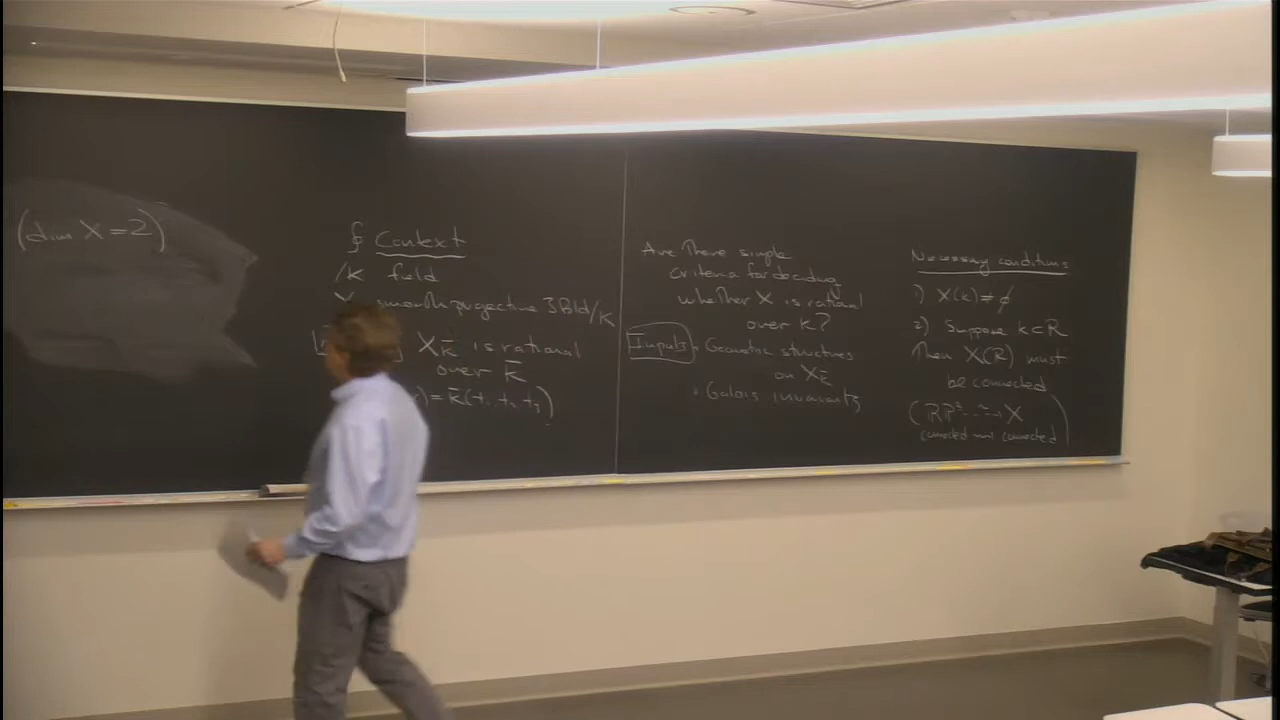 (dim X = 2)
§ Context
/k field
X smooth projective 3fld/k
X_k̄ is rational
over k̄
) = k̄(t₁, t₂, t₃)
Are there simple
criteria for deciding
whether X is rational
over k?
Inputs • Geometric structures
on X_k̄
• Galois invariants
Necessary conditions
1) X(k) ≠ ∅
2) Suppose k ⊂ ℝ
Then X(ℝ) must
be connected
(ℝP³ ⇢ X
connected ⟹ connected)